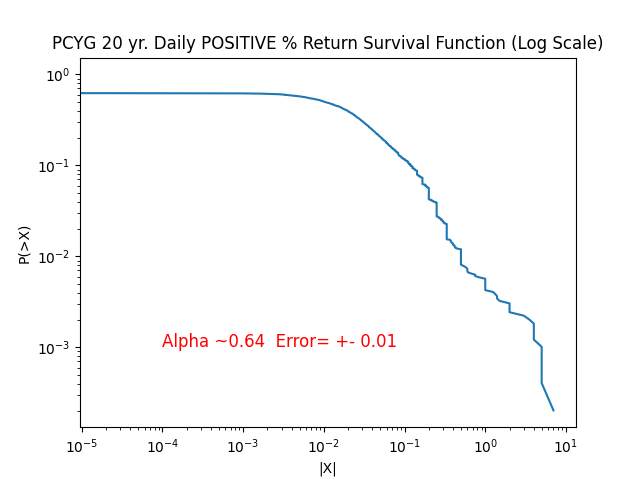 PCYG 20 yr. Daily POSITIVE % Return Survival Function (Log Scale)
10⁰
10⁻¹
P(>X)
10⁻²
Alpha ~0.64  Error= +- 0.01
10⁻³
10⁻⁵ 10⁻⁴ 10⁻³ 10⁻² 10⁻¹ 10⁰ 10¹
|X|